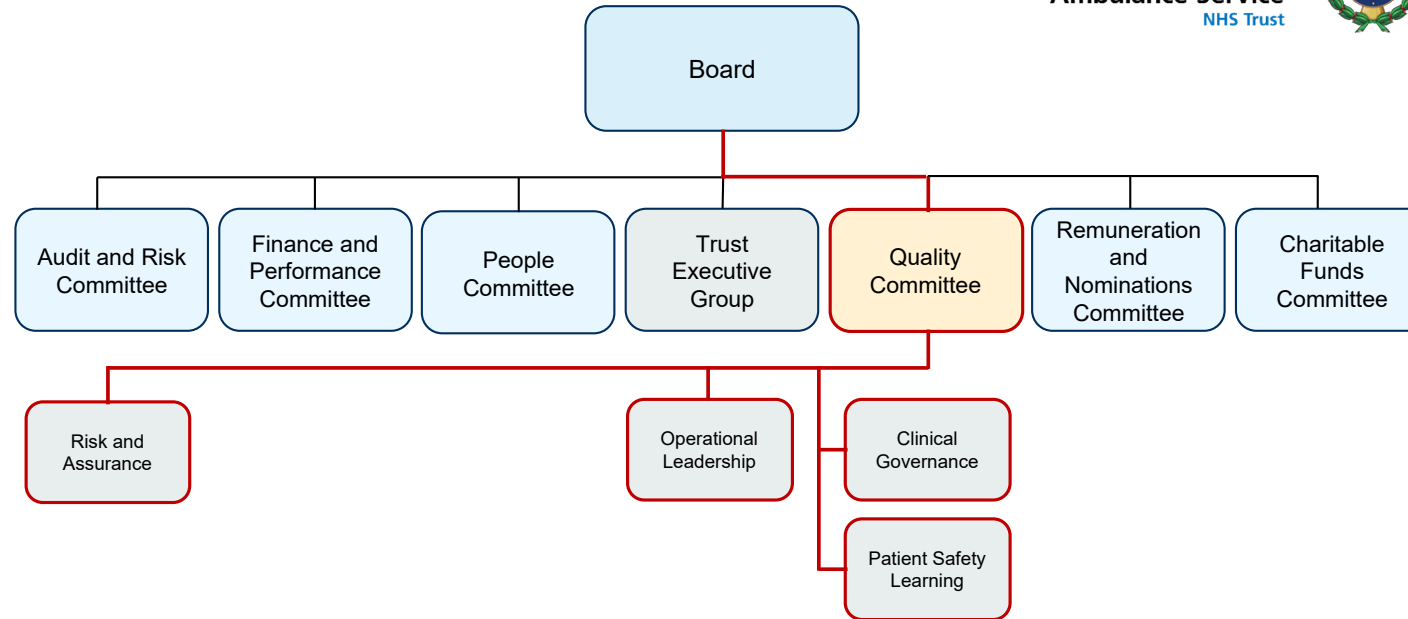 Ambulance Service
NHS Trust
Board
Audit and Risk
Committee
Finance and
Performance
Committee
People
Committee
Trust
Executive
Group
Quality
Committee
Remuneration
and
Nominations
Committee
Charitable
Funds
Committee
Risk and
Assurance
Operational
Leadership
Clinical
Governance
Patient Safety
Learning